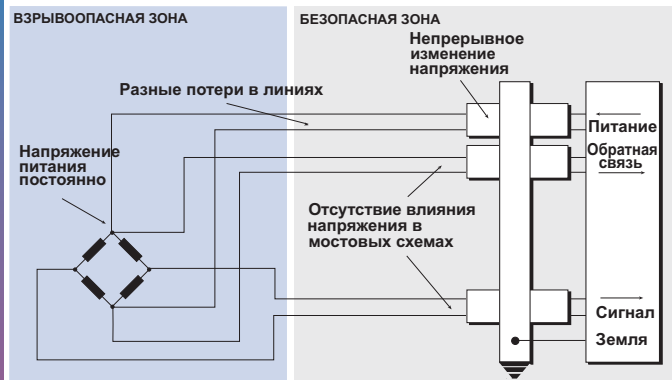 ВЗРЫВООПАСНАЯ ЗОНА
БЕЗОПАСНАЯ ЗОНА
Непрерывное
изменение
напряжения
Разные потери в линиях
Питание
Напряжение
питания
постоянно
Обратная
связь
Отсутствие влияния
напряжения в
мостовых схемах
Сигнал
Земля